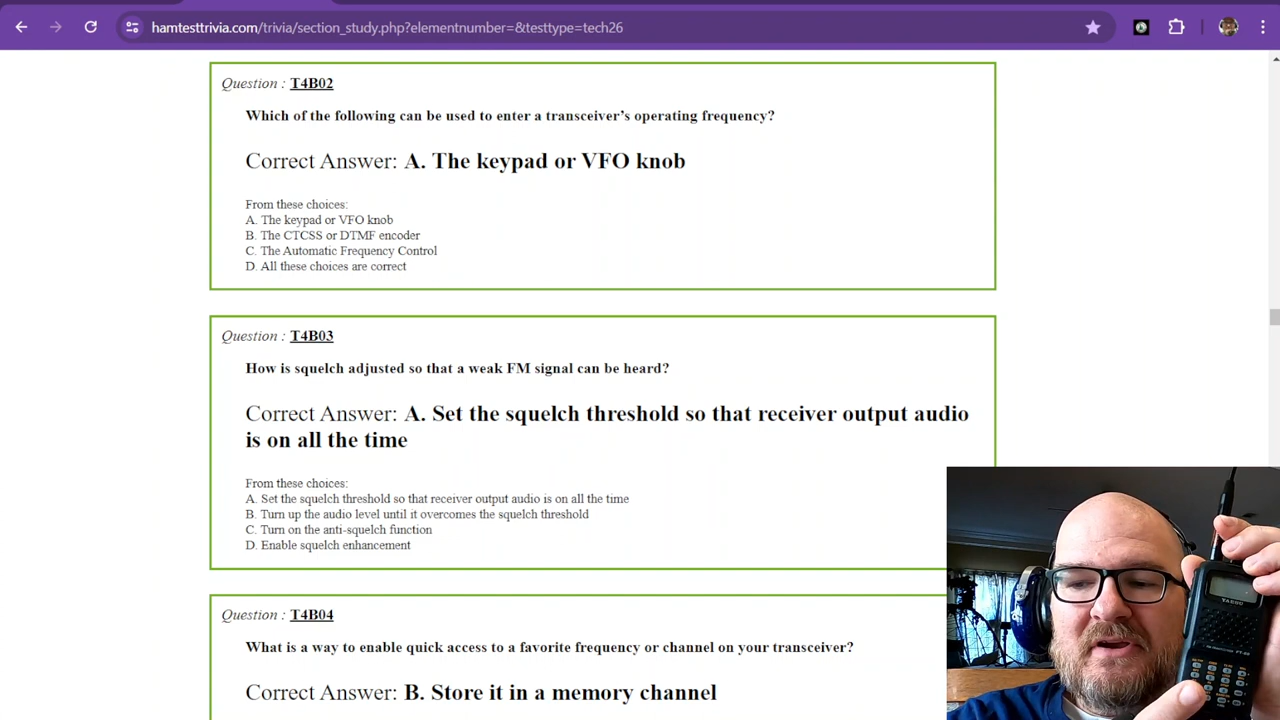 hamtesttrivia.com/trivia/section_study.php?elementnumber=&testtype=tech26
Question : T4B02
Which of the following can be used to enter a transceiver’s operating frequency?
Correct Answer: A. The keypad or VFO knob
From these choices:
A. The keypad or VFO knob
B. The CTCSS or DTMF encoder
C. The Automatic Frequency Control
D. All these choices are correct
Question : T4B03
How is squelch adjusted so that a weak FM signal can be heard?
Correct Answer: A. Set the squelch threshold so that receiver output audio
is on all the time
From these choices:
A. Set the squelch threshold so that receiver output audio is on all the time
B. Turn up the audio level until it overcomes the squelch threshold
C. Turn on the anti-squelch function
D. Enable squelch enhancement
Question : T4B04
What is a way to enable quick access to a favorite frequency or channel on your transceiver?
Correct Answer: B. Store it in a memory channel
YAESU